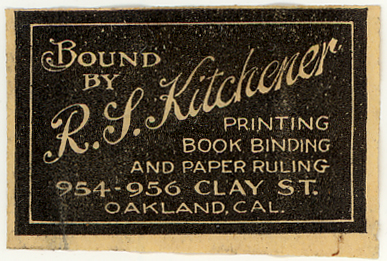 BOUND
BY
R. S. Kitchener
PRINTING
BOOK BINDING
AND PAPER RULING
954-956 CLAY ST.
OAKLAND, CAL.